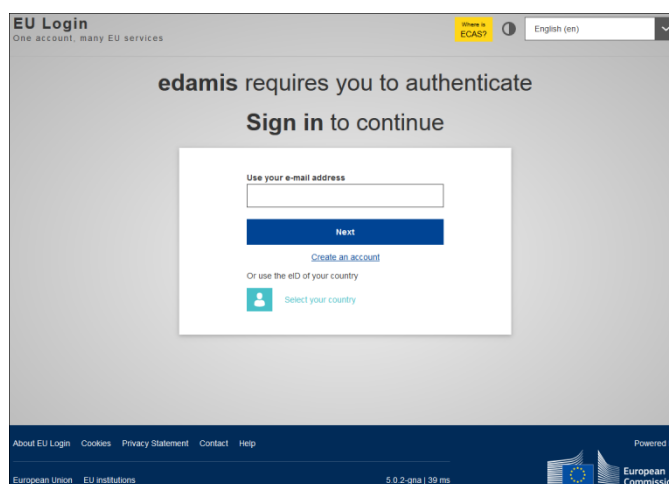 EU Login
One account, many EU services
Where is
ECAS?
English (en)
edamis requires you to authenticate
Sign in to continue
Use your e-mail address
Next
Create an account
Or use the eID of your country
Select your country
About EU Login Cookies Privacy Statement Contact Help
Powered
European Union EU institutions
5.0.2-gna | 39 ms
European
Commissio